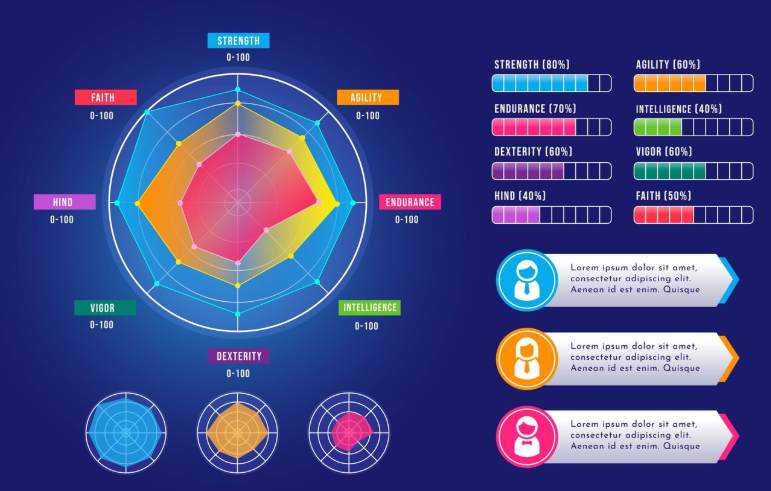 STRENGTH
0-100
FAITH
0-100
AGILITY
0-100
HIND
0-100
ENDURANCE
0-100
VIGOR
0-100
INTELLIGENCE
0-100
DEXTERITY
0-100
STRENGTH (80%)
AGILITY (60%)
ENDURANCE (70%)
INTELLIGENCE (40%)
DEXTERITY (60%)
VIGOR (60%)
HIND (40%)
FAITH (50%)
Lorem ipsum dolor sit amet,
consectetur adipiscing elit.
Aenean id est enim. Quisque
Lorem ipsum dolor sit amet,
consectetur adipiscing elit.
Aenean id est enim. Quisque
Lorem ipsum dolor sit amet,
consectetur adipiscing elit.
Aenean id est enim. Quisque